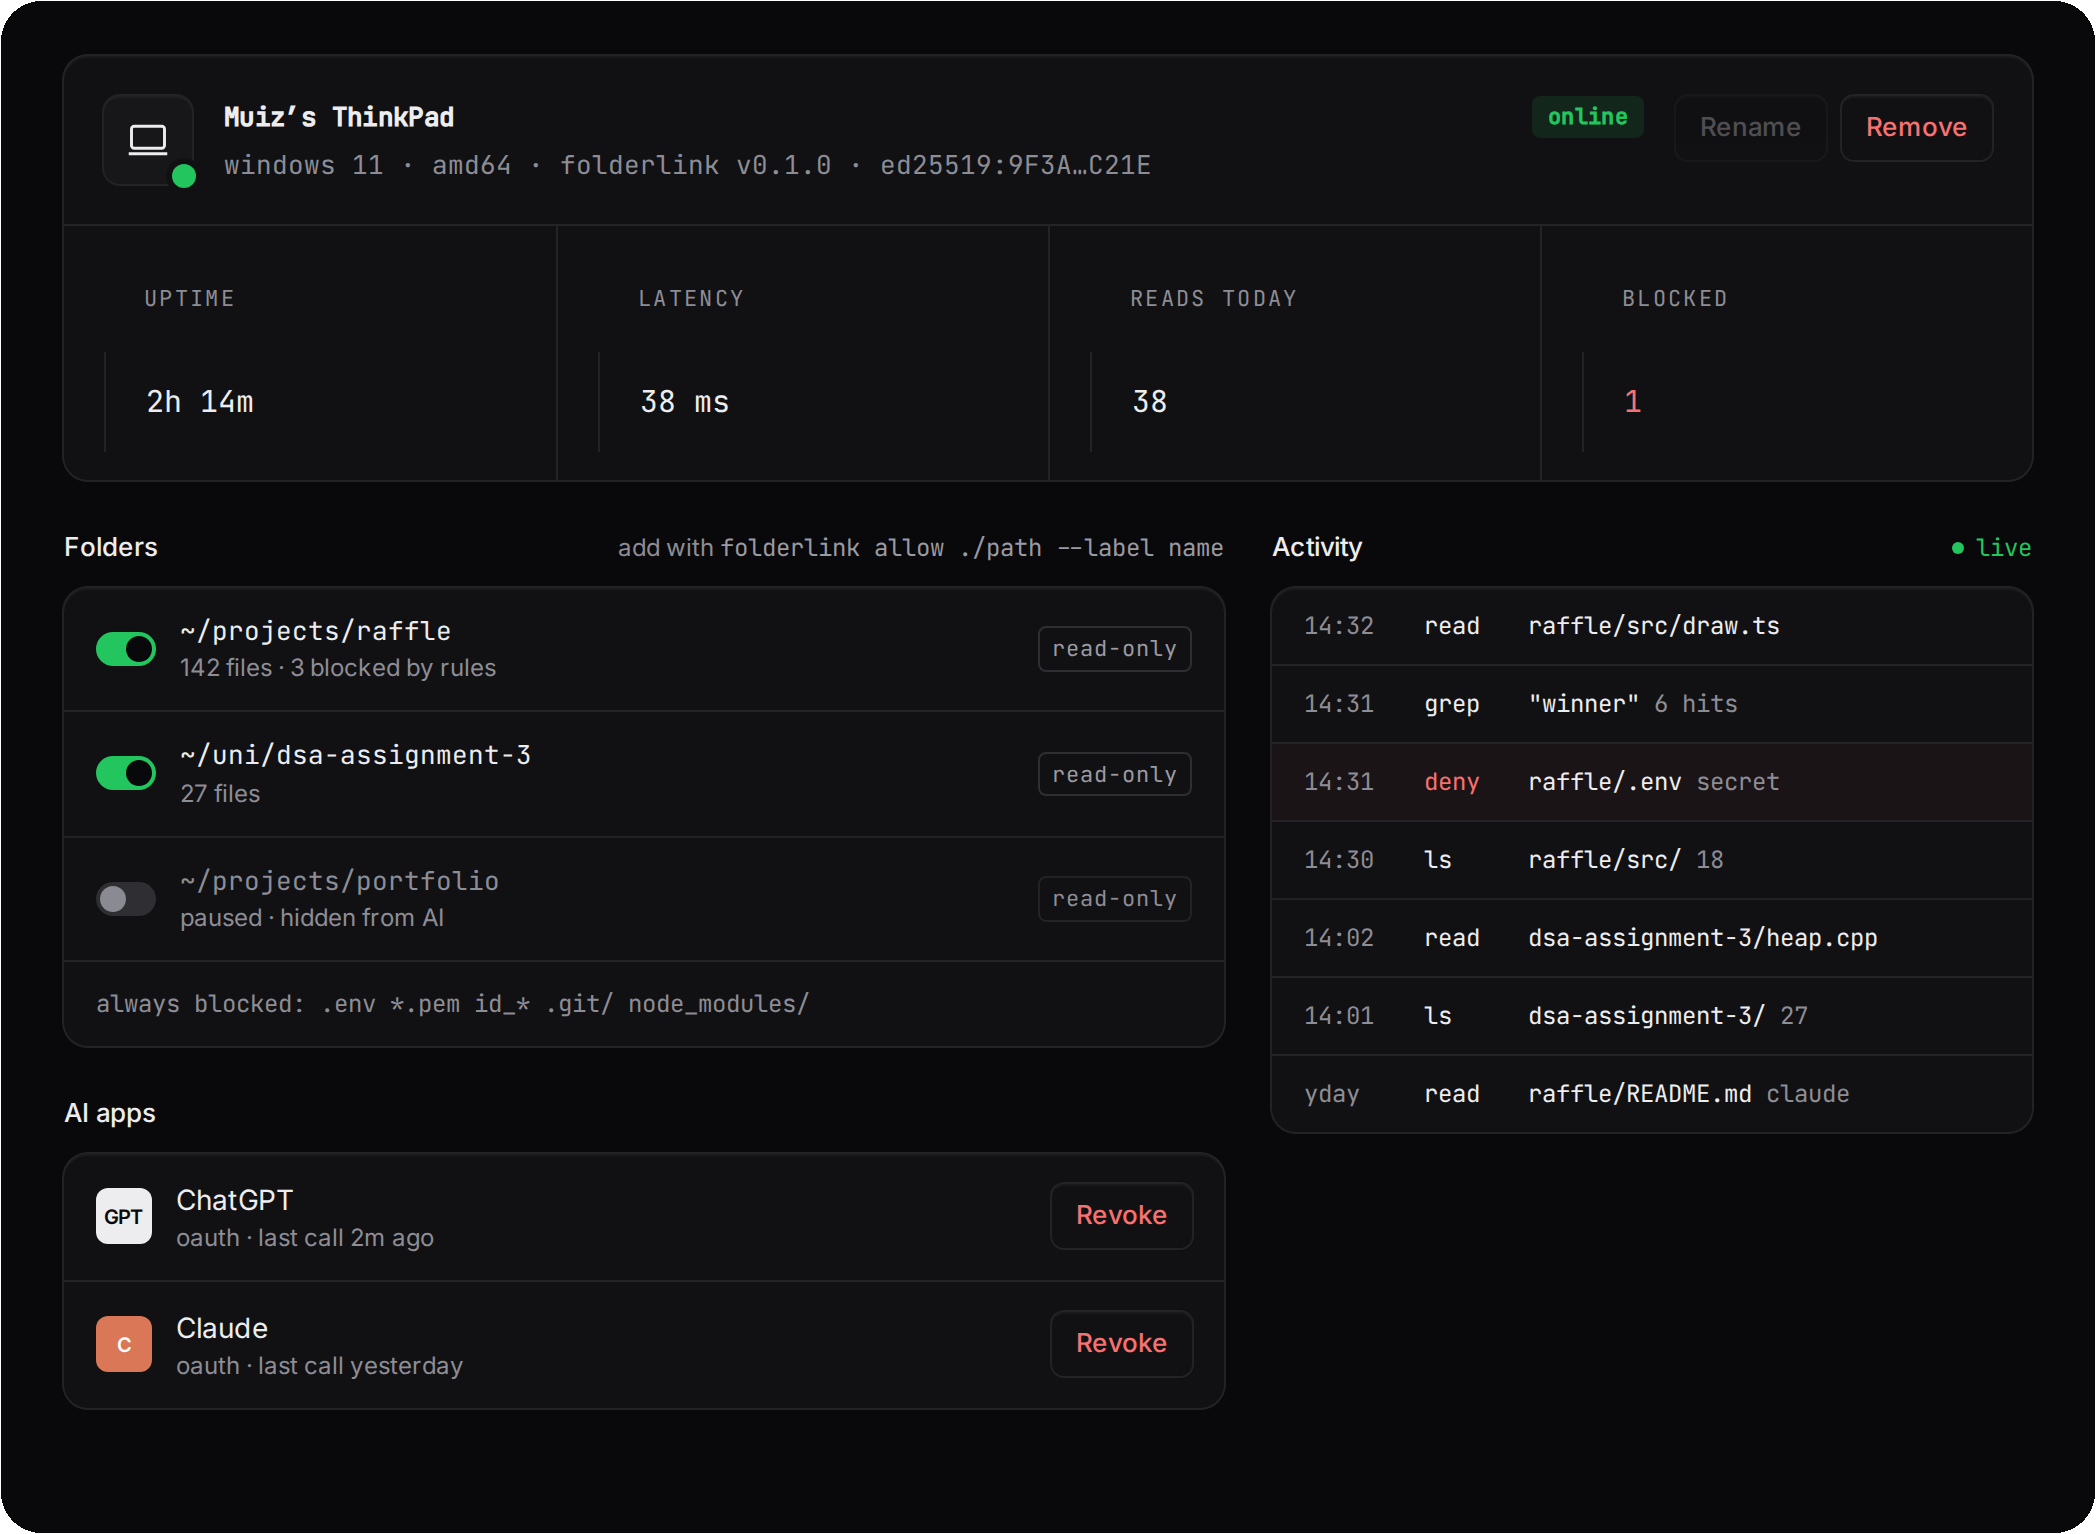 Muiz’s ThinkPad
windows 11 · amd64 · folderlink v0.1.0 · ed25519:9F3A…C21E
online
Rename
Remove
UPTIME
2h 14m
LATENCY
38 ms
READS TODAY
38
BLOCKED
1
Folders
add with folderlink allow ./path --label name
~/projects/raffle
142 files · 3 blocked by rules
read-only
~/uni/dsa-assignment-3
27 files
read-only
~/projects/portfolio
paused · hidden from AI
read-only
always blocked: .env *.pem id_* .git/ node_modules/
AI apps
GPT
ChatGPT
oauth · last call 2m ago
Revoke
C
Claude
oauth · last call yesterday
Revoke
Activity
live
14:32 read raffle/src/draw.ts
14:31 grep "winner" 6 hits
14:31 deny raffle/.env secret
14:30 ls raffle/src/ 18
14:02 read dsa-assignment-3/heap.cpp
14:01 ls dsa-assignment-3/ 27
yday read raffle/README.md claude